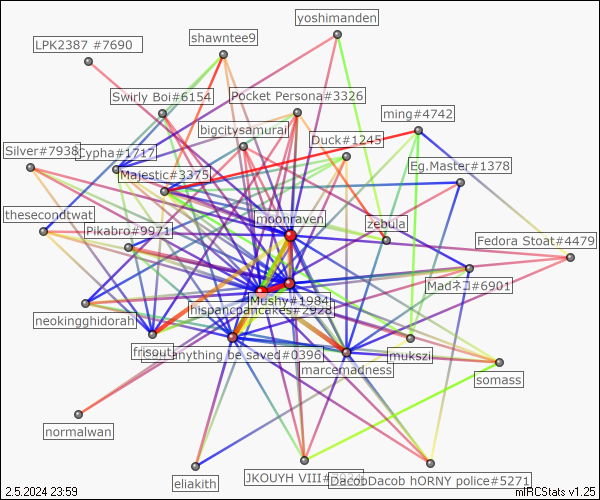 yoshimanden
shawntee9
LPK2387 #7690
Swirly Boi#6154
Pocket Persona#3326
ming#4742
bigcitysamurai
Duck#1245
Silver#7938
Cypha#1717
Eg.Master#1378
Majestic#3375
thesecondtwat
moonraven
zebula
Pikabro#9971
Fedora Stoat#4479
Madネコ#6901
Mushy#1984
hispanicpancakes#2928
neokingghidorah
frisout
anything be saved#0396
mukszi
marcemadness
somass
normalwan
eliakith
JKOUYH VIII
DacobDacob hORNY police#5271
2.5.2024 23:59
mIRCStats v1.25